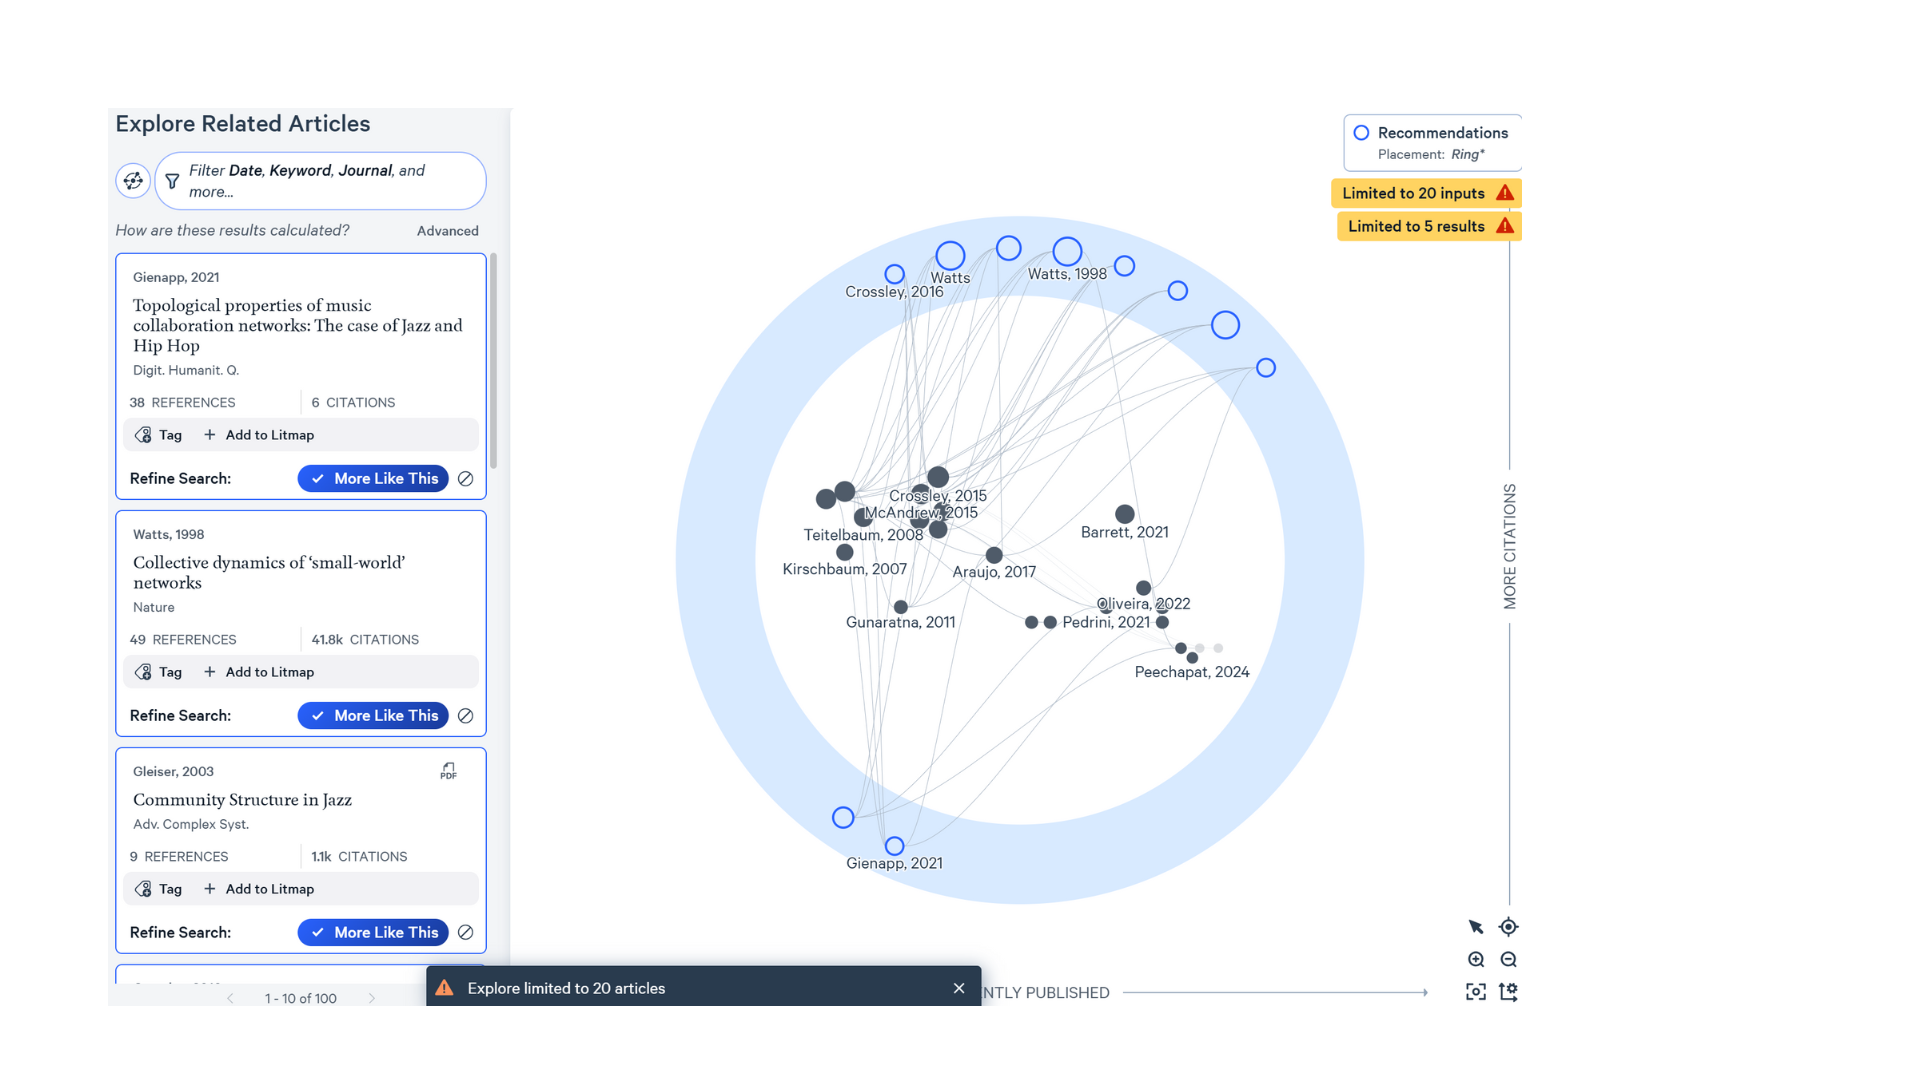 Explore Related Articles
Filter Date, Keyword, Journal, and
more...
How are these results calculated?
Advanced
Gienapp, 2021
Topological properties of music
collaboration networks: The case of Jazz and
Hip Hop
Digit. Humanit. Q.
38 REFERENCES
6 CITATIONS
Tag
+ Add to Litmap
Refine Search:
More Like This
Watts, 1998
Collective dynamics of ‘small-world’
networks
Nature
49 REFERENCES
41.8k CITATIONS
Tag
+ Add to Litmap
Refine Search:
More Like This
Gleiser, 2003
PDF
Community Structure in Jazz
Adv. Complex Syst.
9 REFERENCES
1.1k CITATIONS
Tag
+ Add to Litmap
Refine Search:
More Like This
1 - 10 of 100
Explore limited to 20 articles
Recommendations
Placement: Ring*
Limited to 20 inputs
Limited to 5 results
Watts
Watts, 1998
Crossley, 2016
Crossley, 2015
McAndrew, 2015
Teitelbaum, 2008
Barrett, 2021
Kirschbaum, 2007
Araujo, 2017
Oliveira, 2022
Gunaratna, 2011
Pedrini, 2021
Peechapat, 2024
Gienapp, 2021
MORE CITATIONS
NTLY PUBLISHED